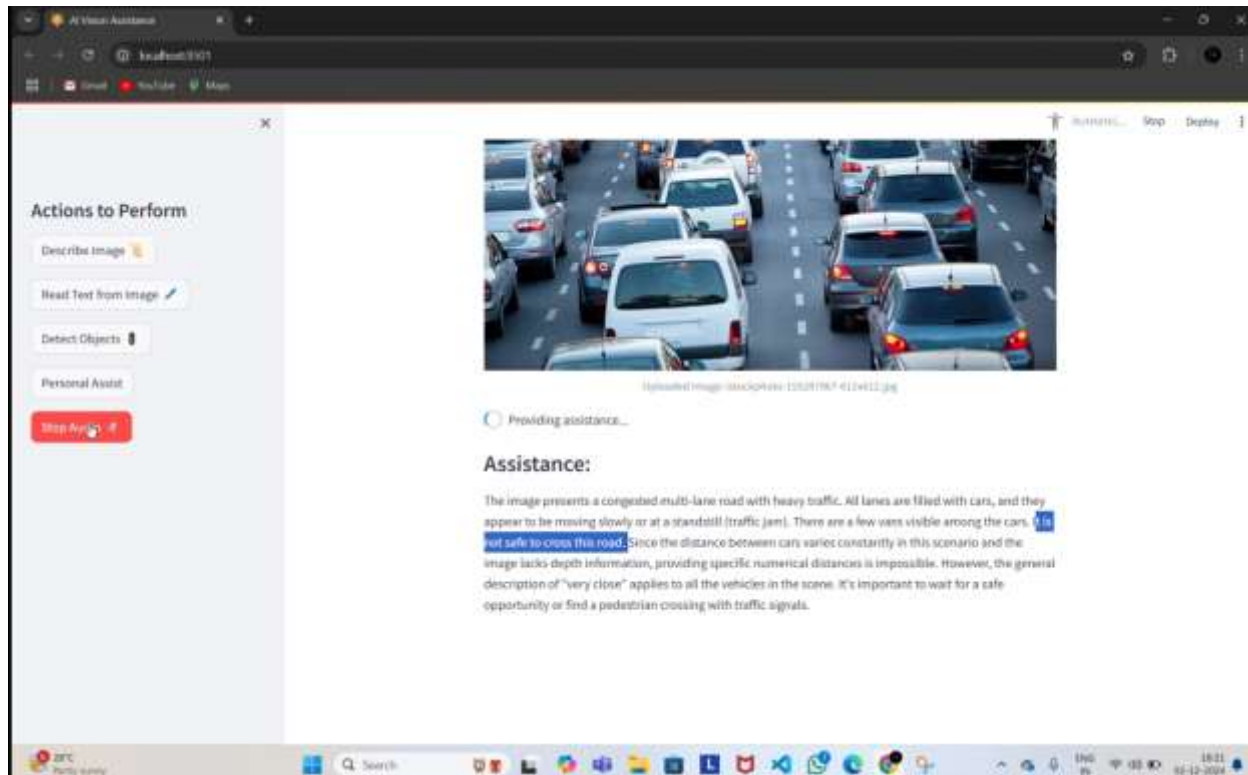 AI Vision Assistance
localhost:8501
Gmail YouTube Maps
Stop Deploy
Actions to Perform
Describe Image
Read Text from Image
Detect Objects
Personal Assist
Stop Audio
Uploaded Image:
Providing assistance...
Assistance:
The image presents a congested multi-lane road with heavy traffic. All lanes are filled with cars, and they
appear to be moving slowly or at a standstill (traffic jam). There are a few vans visible among the cars. It is
not safe to cross this road. Since the distance between cars varies constantly in this scenario and the
image lacks depth information, providing specific numerical distances is impossible. However, the general
description of "very close" applies to all the vehicles in the scene. It's important to wait for a safe
opportunity or find a pedestrian crossing with traffic signals.
Search
ENG
IN